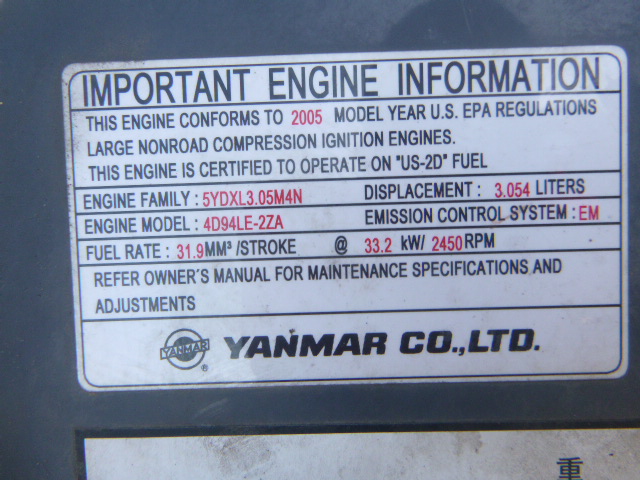 IMPORTANT ENGINE INFORMATION
THIS ENGINE CONFORMS TO 2005 MODEL YEAR U.S. EPA REGULATIONS
LARGE NONROAD COMPRESSION IGNITION ENGINES.
THIS ENGINE IS CERTIFIED TO OPERATE ON "US-2D" FUEL
ENGINE FAMILY : 5YDXL3.05M4N DISPLACEMENT : 3.054 LITERS
ENGINE MODEL : 4D94LE-2ZA EMISSION CONTROL SYSTEM : EM
FUEL RATE : 31.9MM³ /STROKE @ 33.2 kW/ 2450RPM
REFER OWNER'S MANUAL FOR MAINTENANCE SPECIFICATIONS AND
ADJUSTMENTS
YANMAR ® YANMAR CO.,LTD.
重